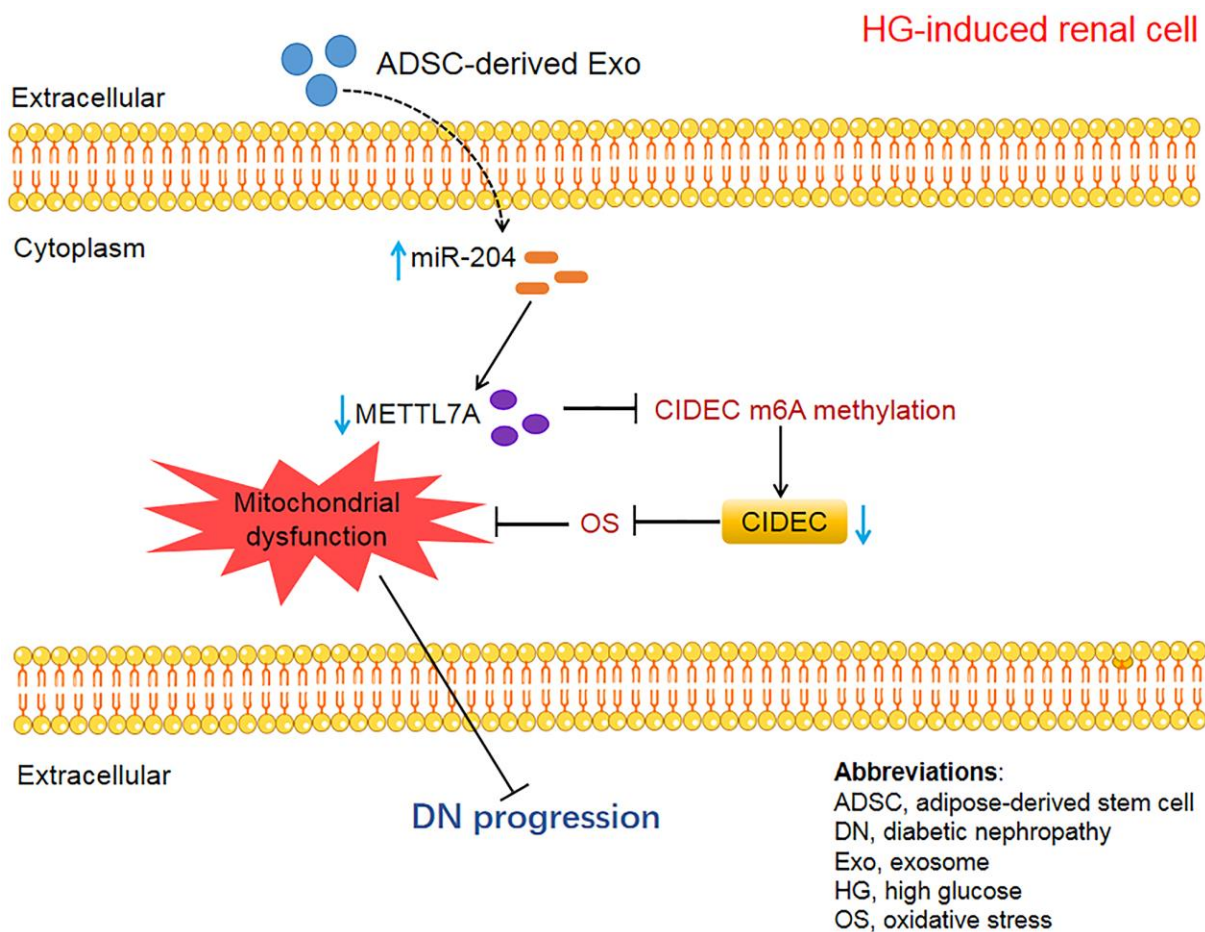 HG-induced renal cell
ADSC-derived Exo
Extracellular
Cytoplasm
miR-204
METTL7A
CIDEC m6A methylation
Mitochondrial
dysfunction
OS
CIDEC
Extracellular
DN progression
Abbreviations:
ADSC, adipose-derived stem cell
DN, diabetic nephropathy
Exo, exosome
HG, high glucose
OS, oxidative stress